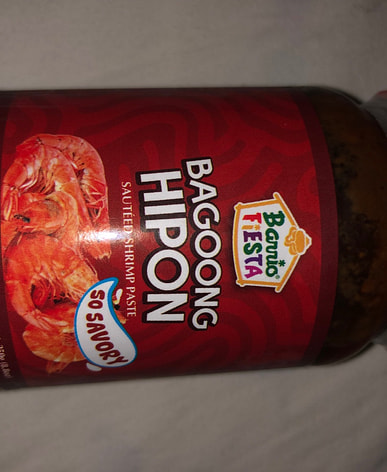 Barrio
FIESTA
BAGOONG
HIPON
SAUTÉED SHRIMP PASTE
SO SAVORY